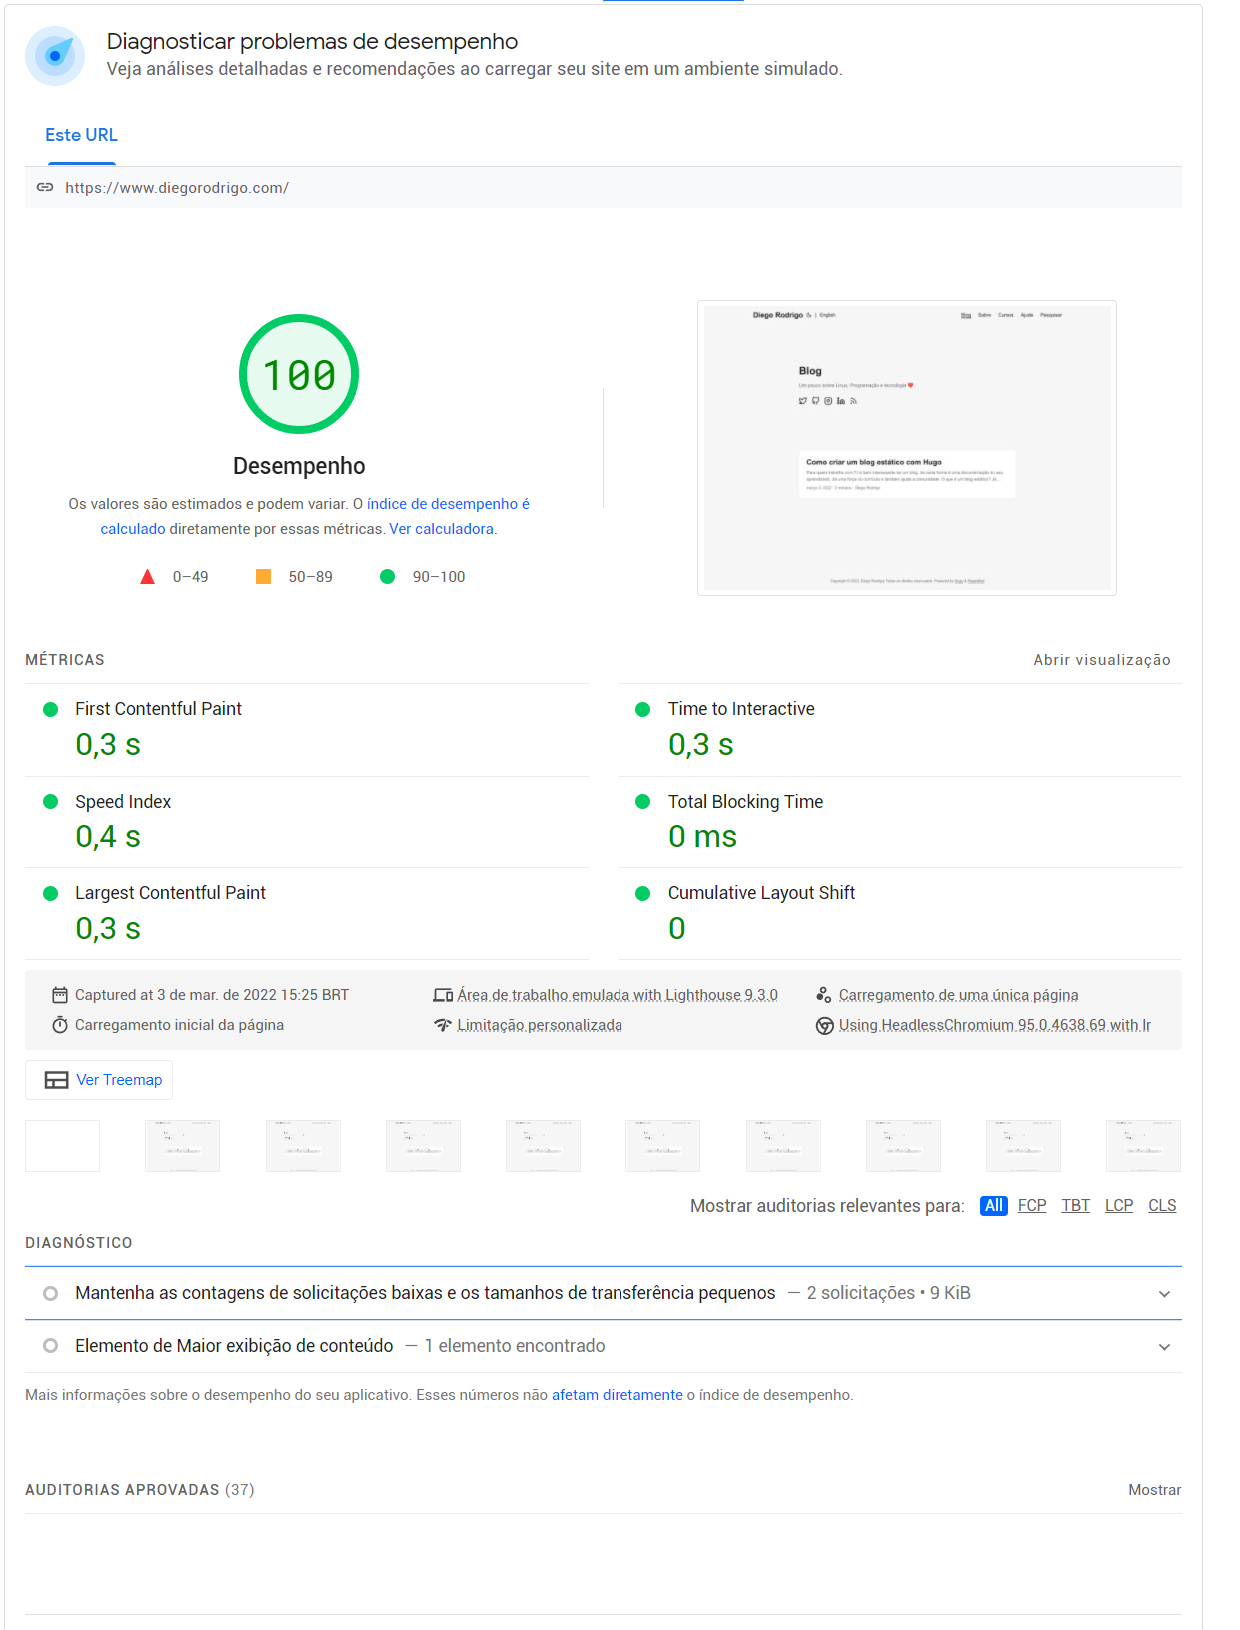 Diagnosticar problemas de desempenho
Veja análises detalhadas e recomendações ao carregar seu site em um ambiente simulado.
Este URL
https://www.diegorodrigo.com/
100
Desempenho
Os valores são estimados e podem variar. O índice de desempenho é
calculado diretamente por essas métricas. Ver calculadora.
0–49 50–89 90–100
Diego Rodrigo | English Blog Sobre Cursos Ajuda Pesquisar
Blog
Um pouco sobre Linux, Programação e tecnologia
Como criar um blog estático com Hugo
MÉTRICAS
Abrir visualização
First Contentful Paint
0,3 s
Time to Interactive
0,3 s
Speed Index
0,4 s
Total Blocking Time
0 ms
Largest Contentful Paint
0,3 s
Cumulative Layout Shift
0
Captured at 3 de mar. de 2022 15:25 BRT
Área de trabalho emulada with Lighthouse 9.3.0
Carregamento de uma única página
Carregamento inicial da página
Limitação personalizada
Using HeadlessChromium 95.0.4638.69 with lr
Ver Treemap
Mostrar auditorias relevantes para: All FCP TBT LCP CLS
DIAGNÓSTICO
Mantenha as contagens de solicitações baixas e os tamanhos de transferência pequenos — 2 solicitações • 9 KiB
Elemento de Maior exibição de conteúdo — 1 elemento encontrado
Mais informações sobre o desempenho do seu aplicativo. Esses números não afetam diretamente o índice de desempenho.
AUDITORIAS APROVADAS (37)
Mostrar